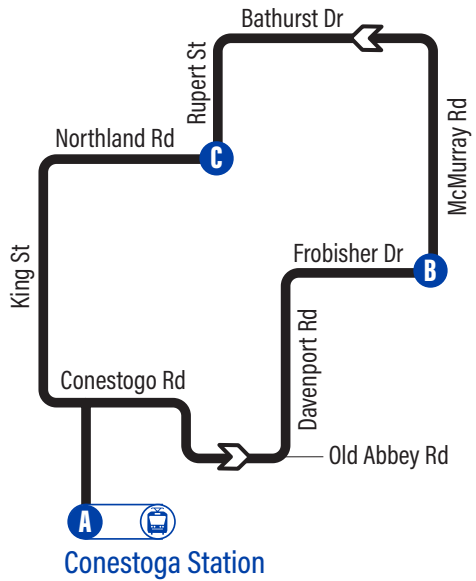 Bathurst Dr
Rupert St
McMurray Rd
Northland Rd
C
King St
Frobisher Dr
B
Davenport Rd
Conestogo Rd
Old Abbey Rd
A
Conestoga Station